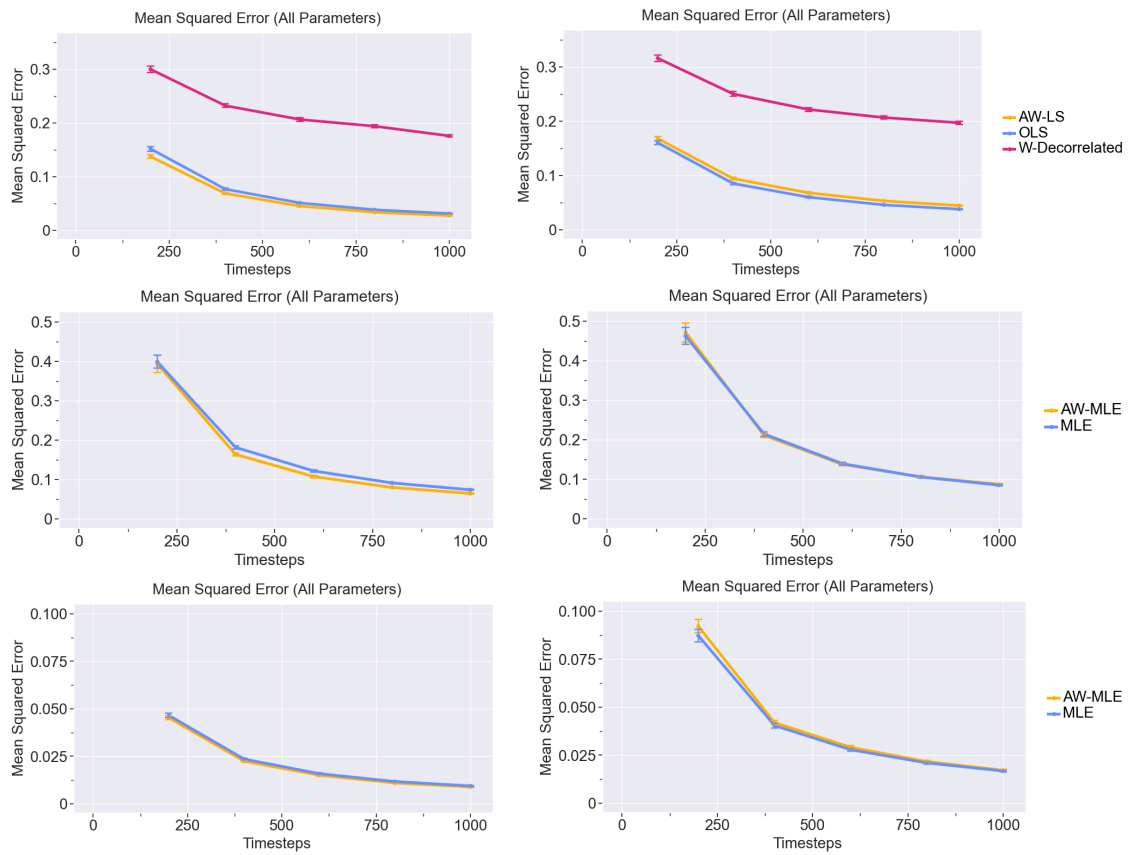 Mean Squared Error (All Parameters)
Mean Squared Error
0.3
0.2
0.1
0
0 250 500 750 1000
Timesteps
Mean Squared Error (All Parameters)
Mean Squared Error
0.3
0.2
0.1
0
0 250 500 750 1000
Timesteps
AW-LS
OLS
W-Decorrelated
Mean Squared Error (All Parameters)
Mean Squared Error
0.5
0.4
0.3
0.2
0.1
0
0 250 500 750 1000
Timesteps
Mean Squared Error (All Parameters)
Mean Squared Error
0.5
0.4
0.3
0.2
0.1
0
0 250 500 750 1000
Timesteps
AW-MLE
MLE
Mean Squared Error (All Parameters)
Mean Squared Error
0.100
0.075
0.050
0.025
0
0 250 500 750 1000
Timesteps
Mean Squared Error (All Parameters)
Mean Squared Error
0.100
0.075
0.050
0.025
0
0 250 500 750 1000
Timesteps
AW-MLE
MLE